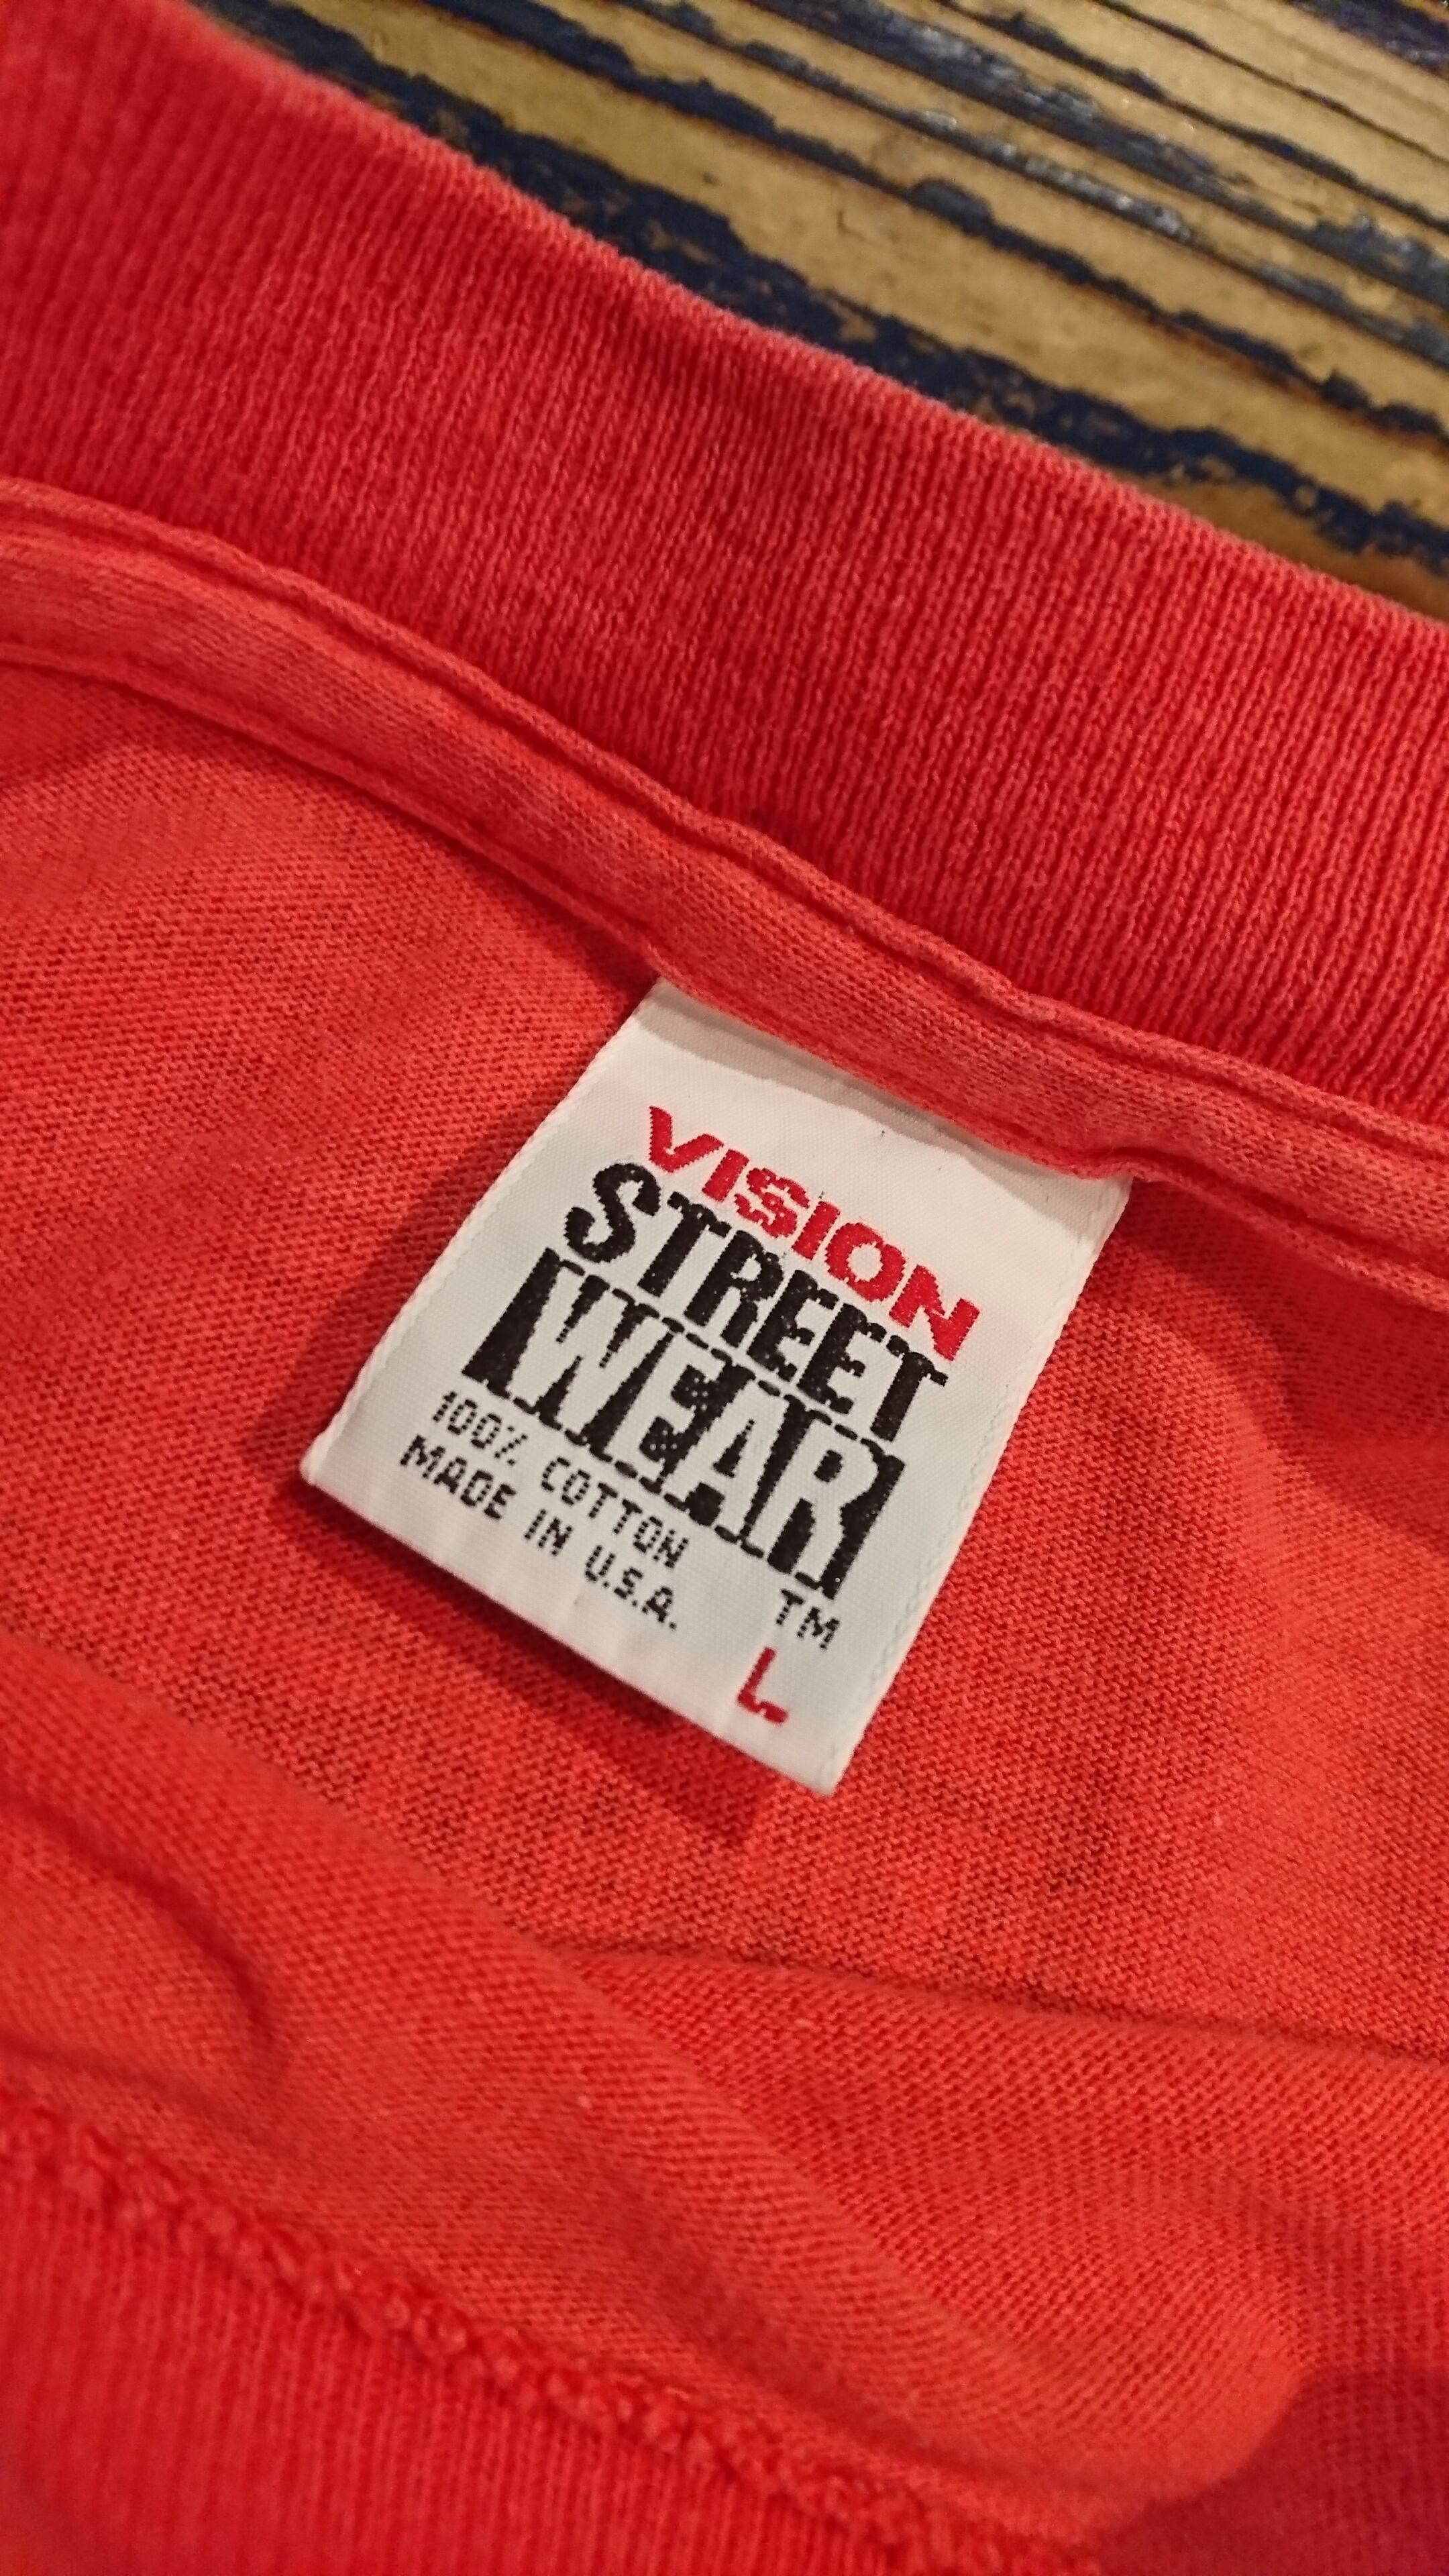 VISION
STREET
WEAR
TM
100% COTTON
MADE IN U.S.A.
L